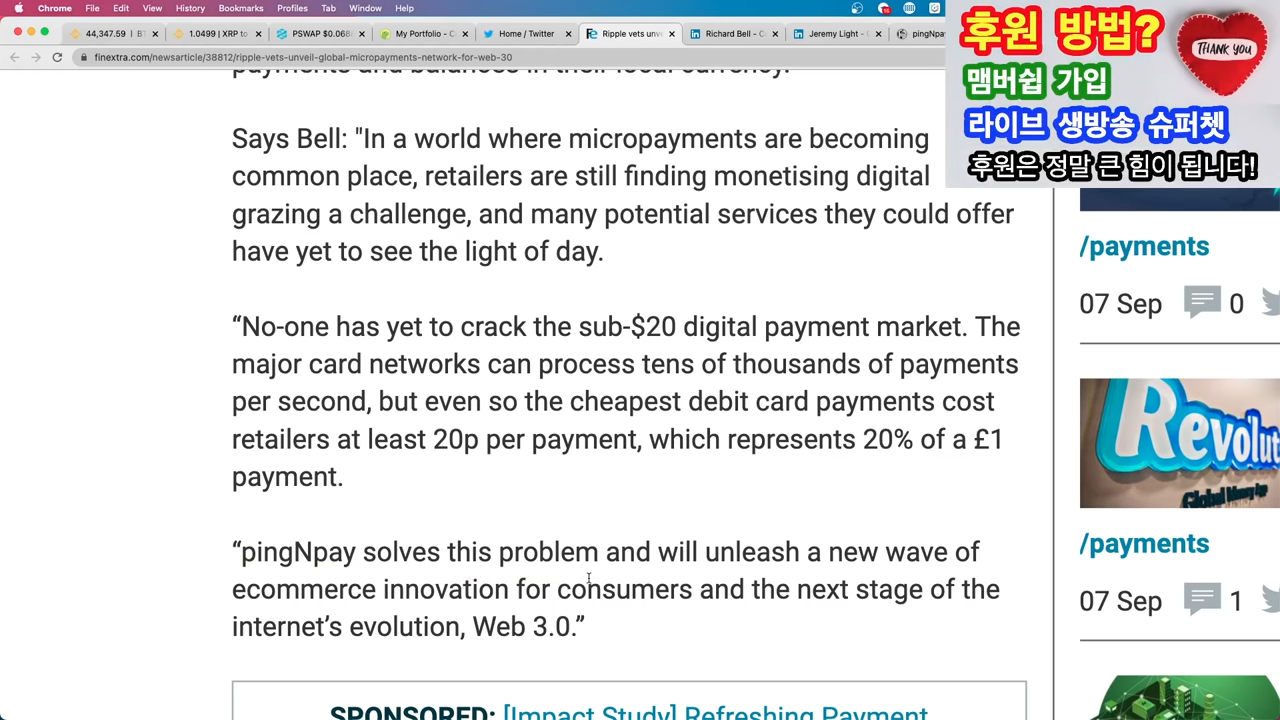 Chrome File Edit View History Bookmarks Profiles Tab Window Help
44,347.59 | BT
1.0499 | XRP to
PSWAP $0.068
My Portfolio - C
Home / Twitter
Ripple vets unve
Richard Bell - C
Jeremy Light - C
pingNpay
finextra.com/newsarticle/38812/ripple-vets-unveil-global-micropayments-network-for-web-30
후원 방법?
맴버쉽 가입
라이브 생방송 슈퍼쳇
후원은 정말 큰 힘이 됩니다!
THANK YOU
payments and balances in their local currency.
Says Bell: "In a world where micropayments are becoming
common place, retailers are still finding monetising digital
grazing a challenge, and many potential services they could offer
have yet to see the light of day.
“No-one has yet to crack the sub-$20 digital payment market. The
major card networks can process tens of thousands of payments
per second, but even so the cheapest debit card payments cost
retailers at least 20p per payment, which represents 20% of a £1
payment.
“pingNpay solves this problem and will unleash a new wave of
ecommerce innovation for consumers and the next stage of the
internet’s evolution, Web 3.0.”
SPONSORED: [Impact Study] Refreshing Payment
/payments
07 Sep 0
Revolut
Global Money App
/payments
07 Sep 1